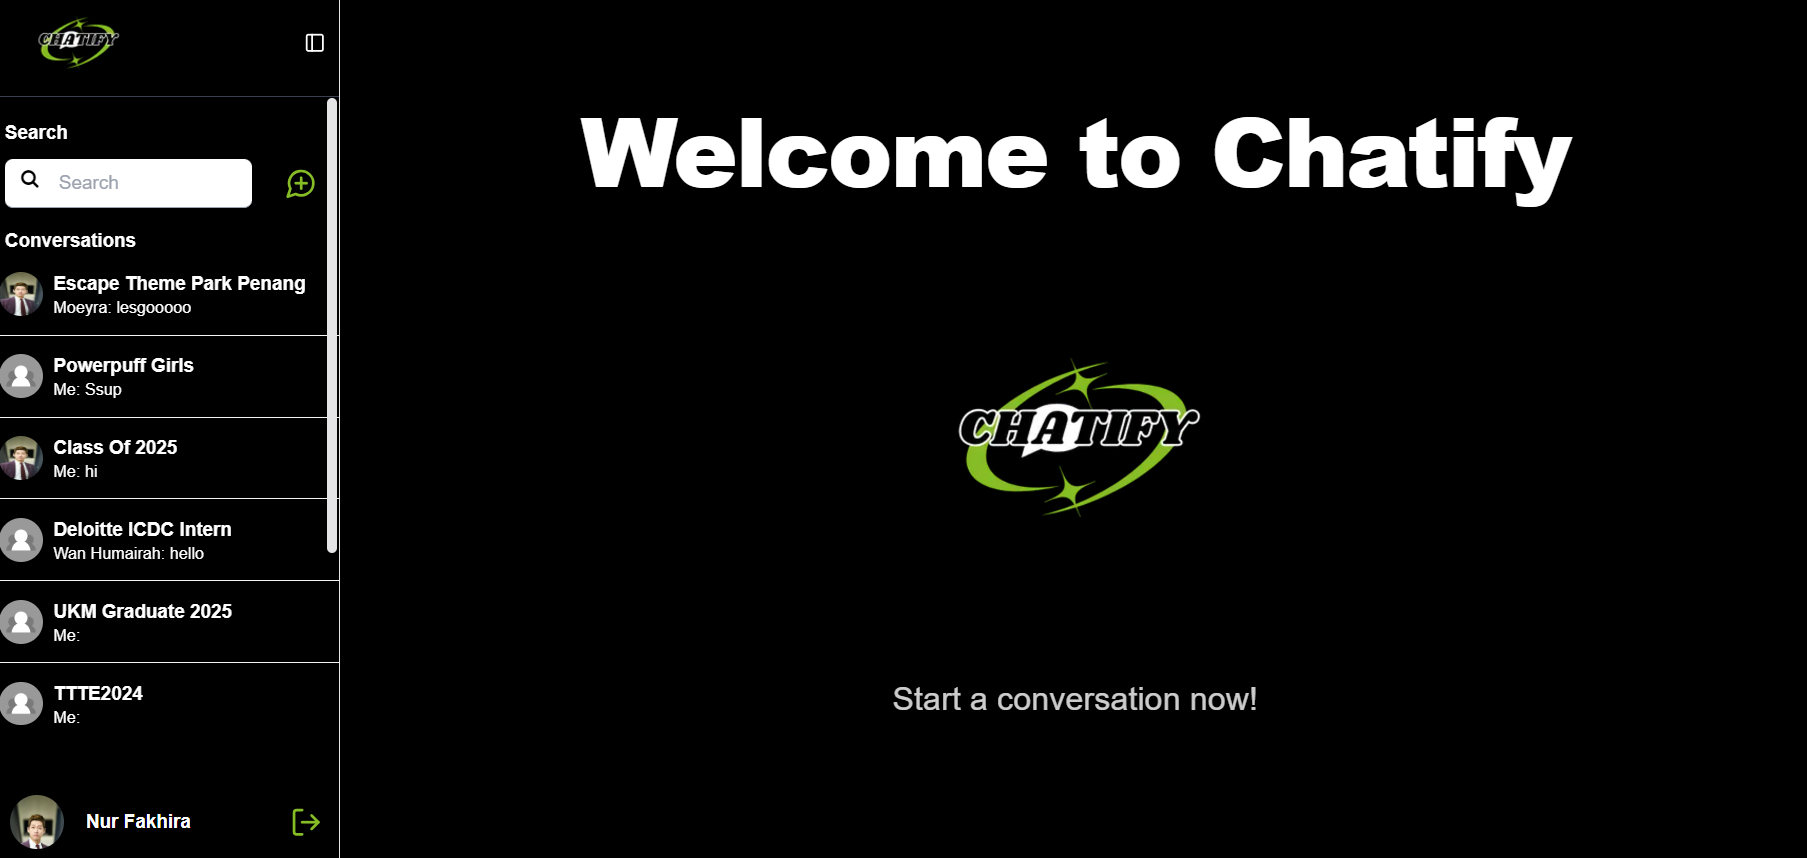 CHATIFY
Search
Search
Conversations
Escape Theme Park Penang
Moeyra: lesgooooo
Powerpuff Girls
Me: Ssup
Class Of 2025
Me: hi
Deloitte ICDC Intern
Wan Humairah: hello
UKM Graduate 2025
Me:
TTTE2024
Me:
Nur Fakhira
Welcome to Chatify
CHATIFY
Start a conversation now!